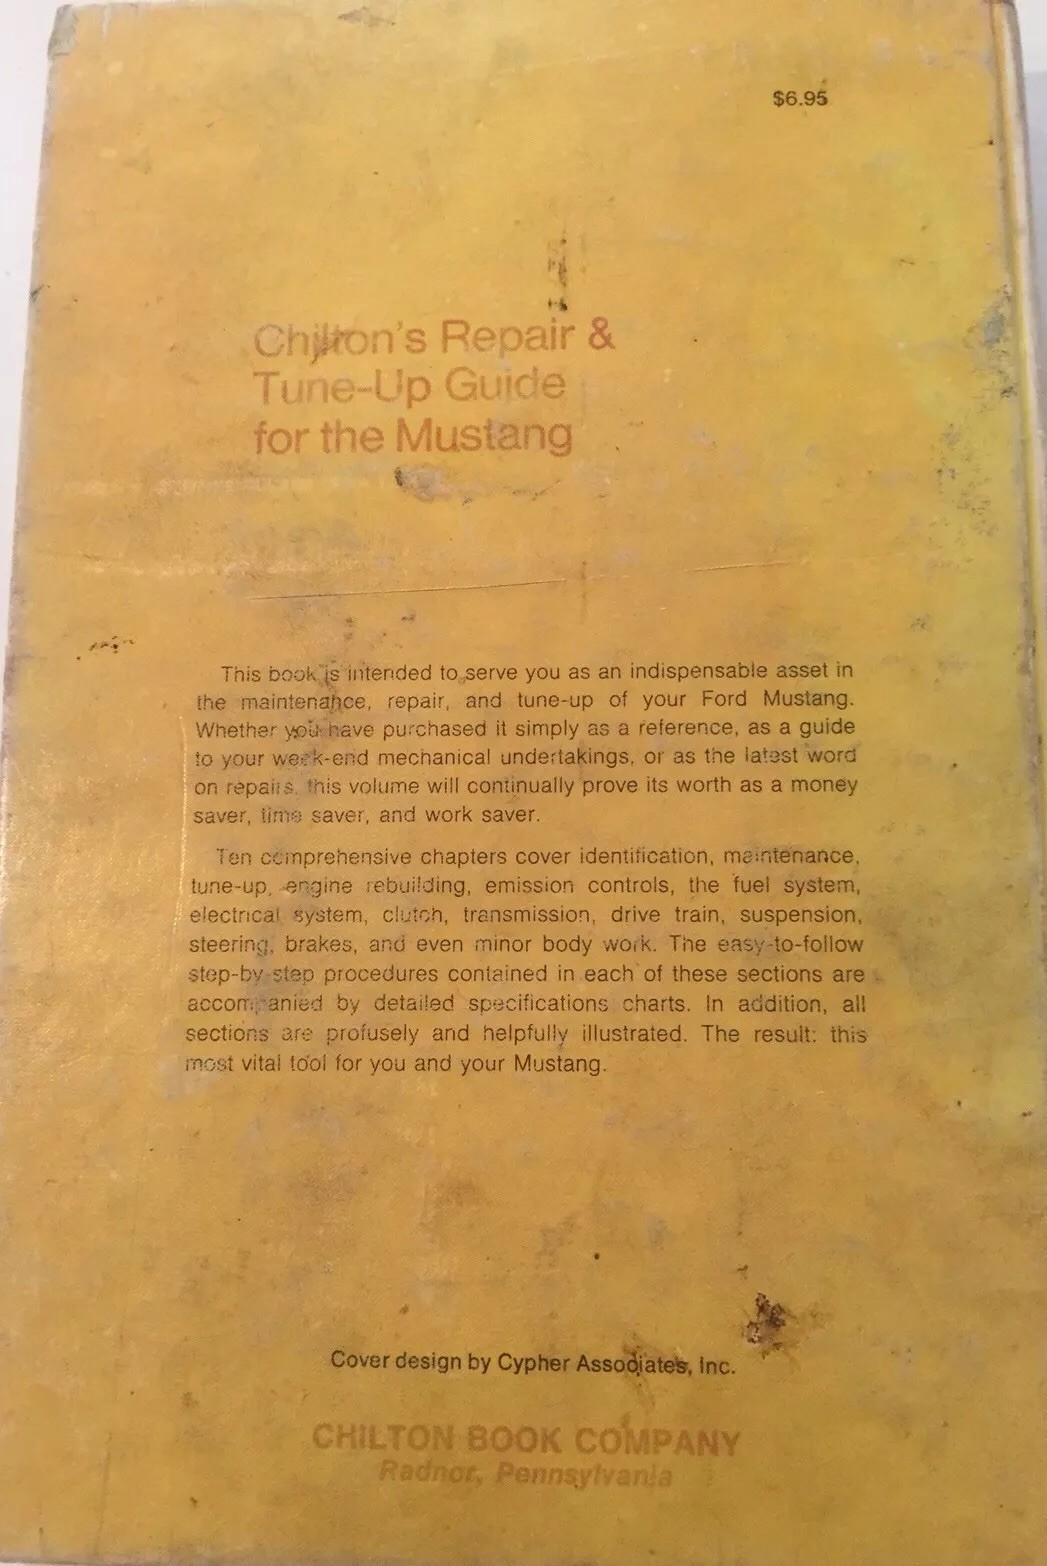 $6.95
Chilton's Repair &
Tune-Up Guide
for the Mustang
This book is intended to serve you as an indispensable asset in
the maintenance, repair, and tune-up of your Ford Mustang.
Whether you have purchased it simply as a reference, as a guide
to your week-end mechanical undertakings, or as the latest word
on repairs, this volume will continually prove its worth as a money
saver, time saver, and work saver.
Ten comprehensive chapters cover identification, maintenance,
tune-up, engine rebuilding, emission controls, the fuel system,
electrical system, clutch, transmission, drive train, suspension,
steering, brakes, and even minor body work. The easy-to-follow
step-by-step procedures contained in each of these sections are
accompanied by detailed specifications charts. In addition, all
sections are profusely and helpfully illustrated. The result: this
most vital tool for you and your Mustang.
Cover design by Cypher Associates, Inc.
CHILTON BOOK COMPANY
Radnor, Pennsylvania